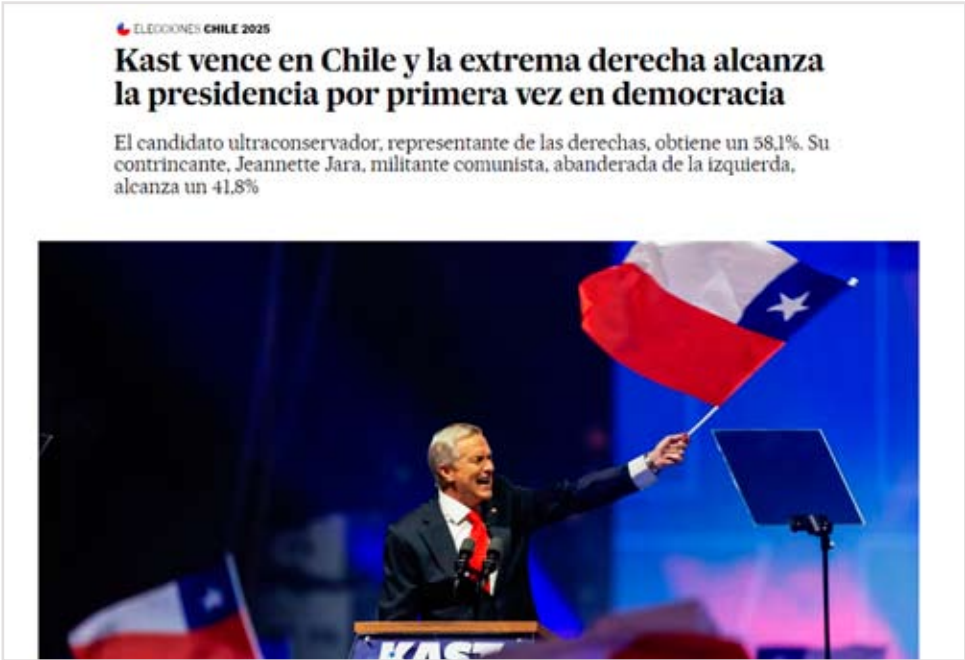 ELECCIONES CHILE 2025
Kast vence en Chile y la extrema derecha alcanza
la presidencia por primera vez en democracia
El candidato ultraconservador, representante de las derechas, obtiene un 58,1%. Su
contrincante, Jeannette Jara, militante comunista, abanderada de la izquierda,
alcanza un 41,8%
KAST